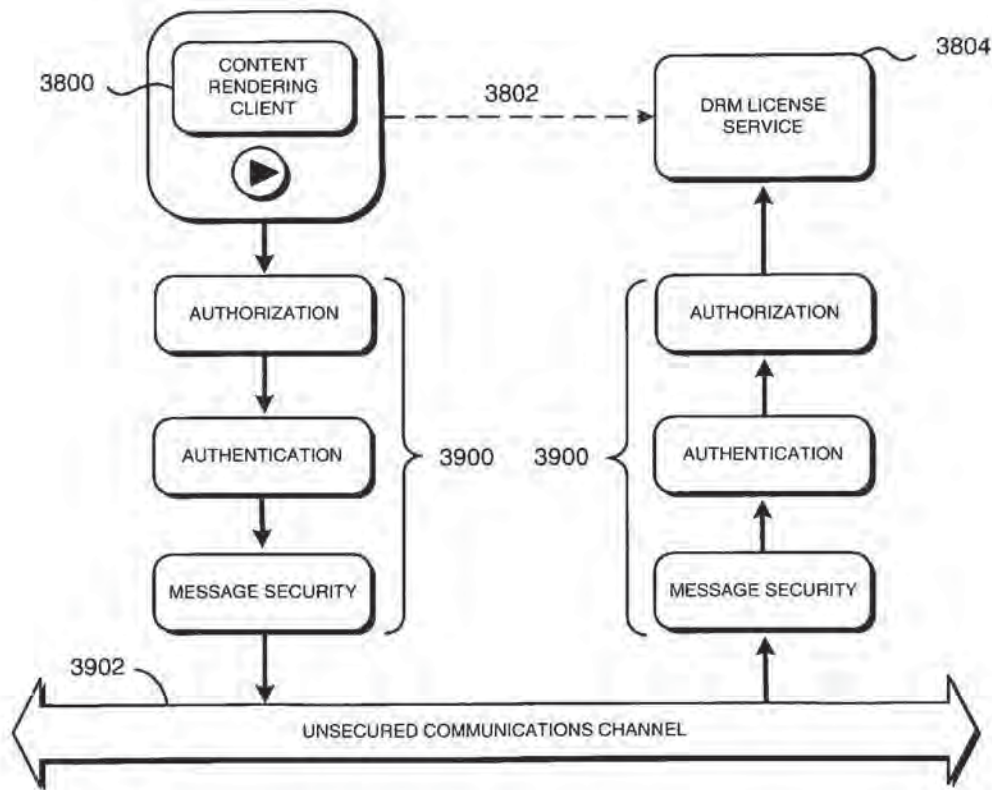 3800
CONTENT
RENDERING
CLIENT
3802
3804
DRM LICENSE
SERVICE
AUTHORIZATION
AUTHORIZATION
AUTHENTICATION
3900
3900
AUTHENTICATION
MESSAGE SECURITY
MESSAGE SECURITY
3902
UNSECURED COMMUNICATIONS CHANNEL